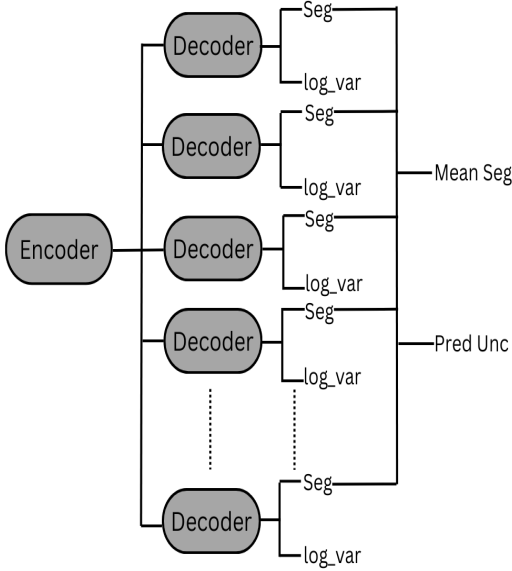 Encoder
Decoder
Seg
log_var
Decoder
Seg
log_var
Decoder
Seg
log_var
Decoder
Seg
log_var
Decoder
Seg
log_var
Mean Seg
Pred Unc